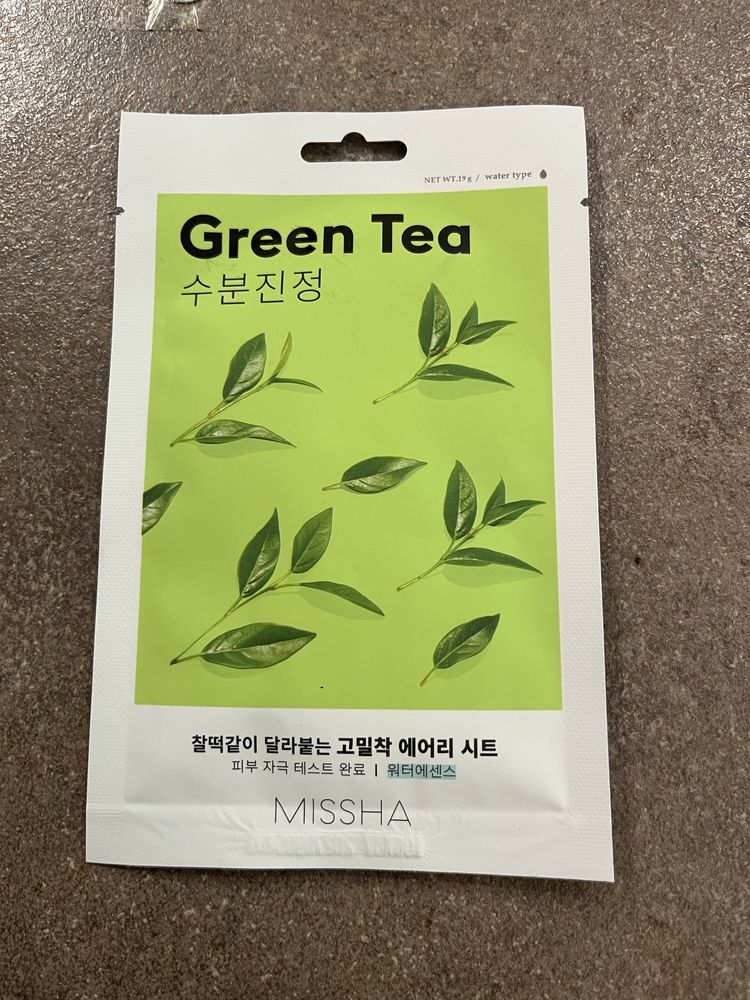 NET WT.19g / water type
Green Tea
수분진정
찰떡같이 달라붙는 고밀착 에어리 시트
피부 자극 테스트 완료 | 워터에센스
MISSHA